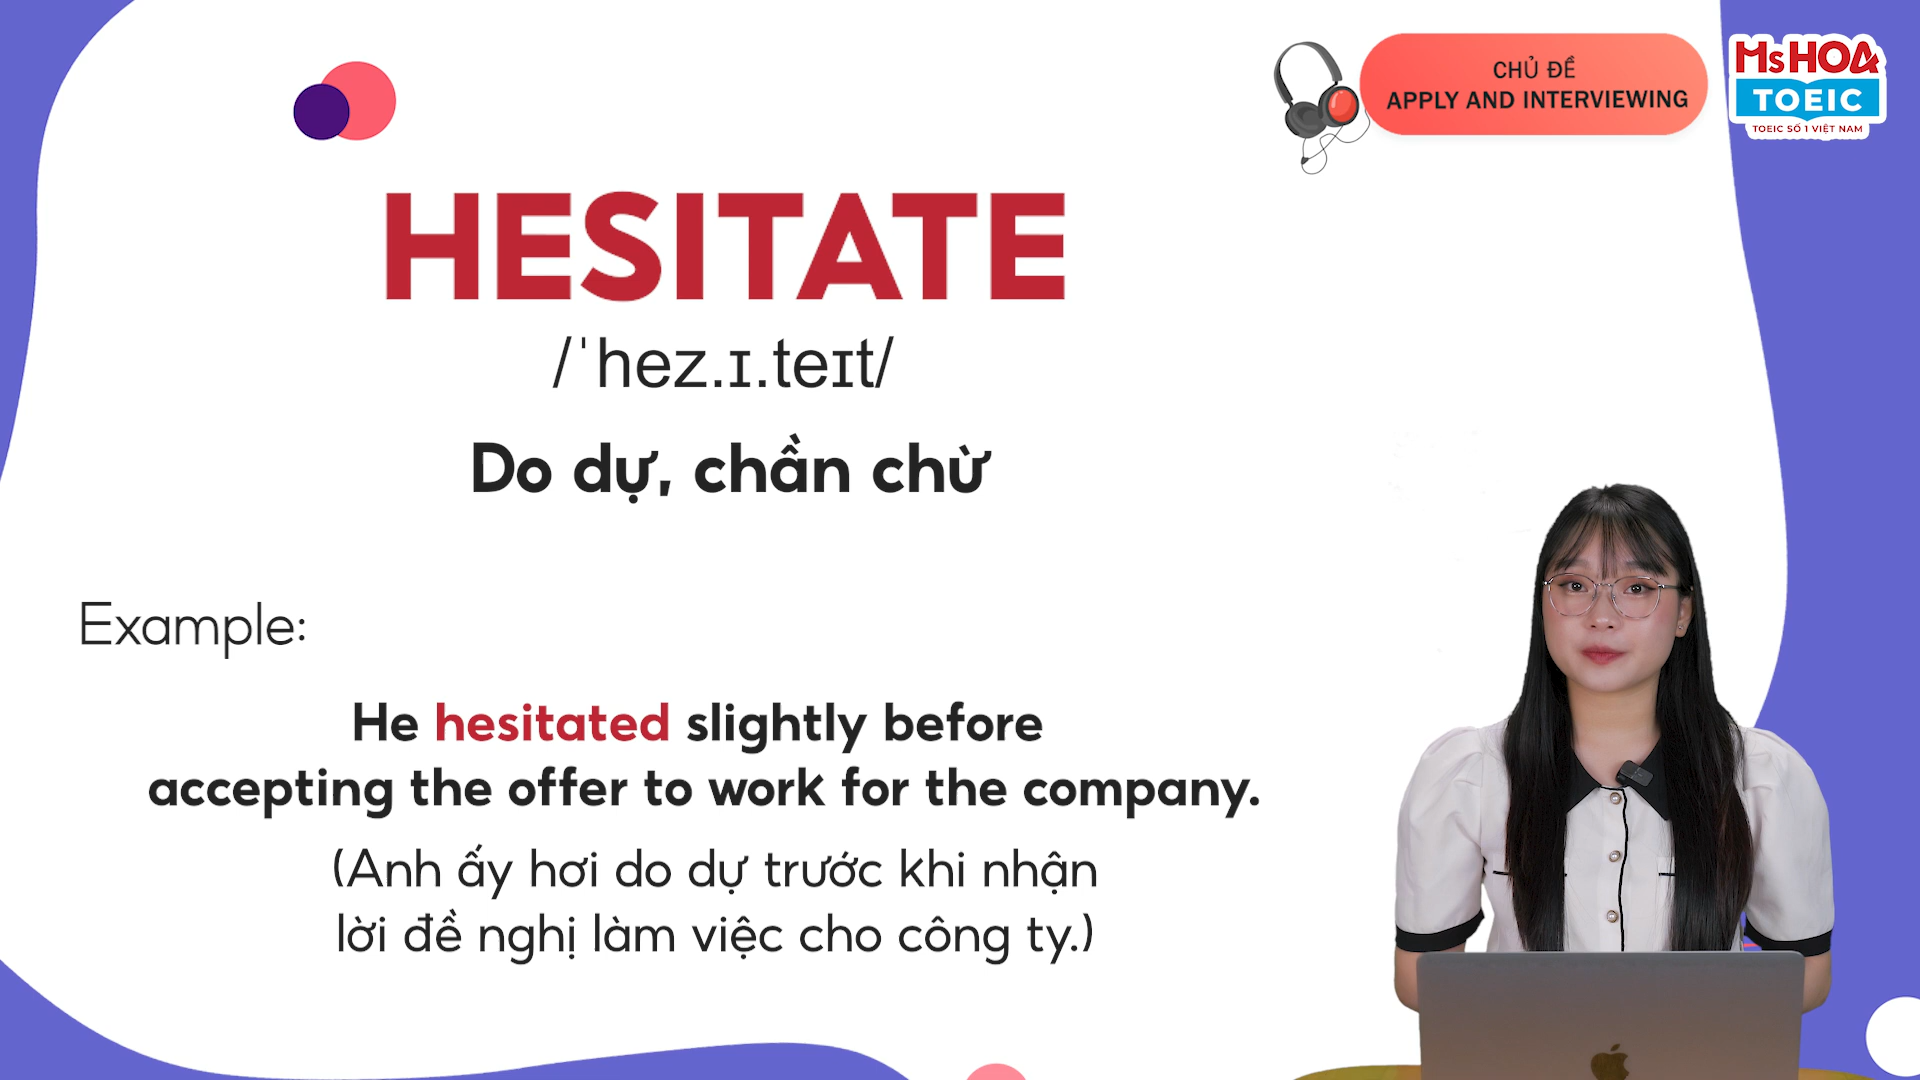 CHỦ ĐỀ
APPLY AND INTERVIEWING
MsHOA
TOEIC
TOEIC SỐ 1 VIỆT NAM
HESITATE
/ˈhez.ɪ.teɪt/
Do dự, chần chừ
Example:
He hesitated slightly before
accepting the offer to work for the company.
(Anh ấy hơi do dự trước khi nhận
lời đề nghị làm việc cho công ty.)